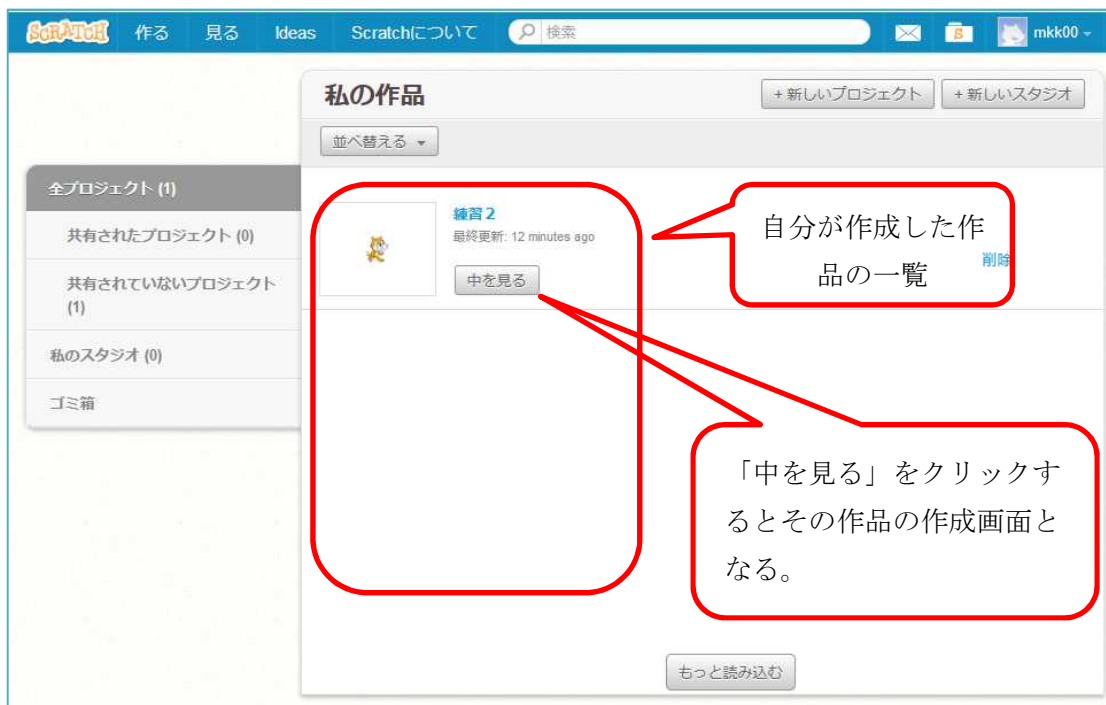 SCRATCH 作る 見る Ideas Scratchについて 検索 mkk00
私の作品 +新しいプロジェクト +新しいスタジオ
並べ替える
全プロジェクト (1)
共有されたプロジェクト (0)
共有されていないプロジェクト
(1)
私のスタジオ (0)
ゴミ箱
練習2
最終更新: 12 minutes ago
中を見る
自分が作成した作
品の一覧
削除
「中を見る」をクリックす
るとその作品の作成画面と
なる。
もっと読み込む